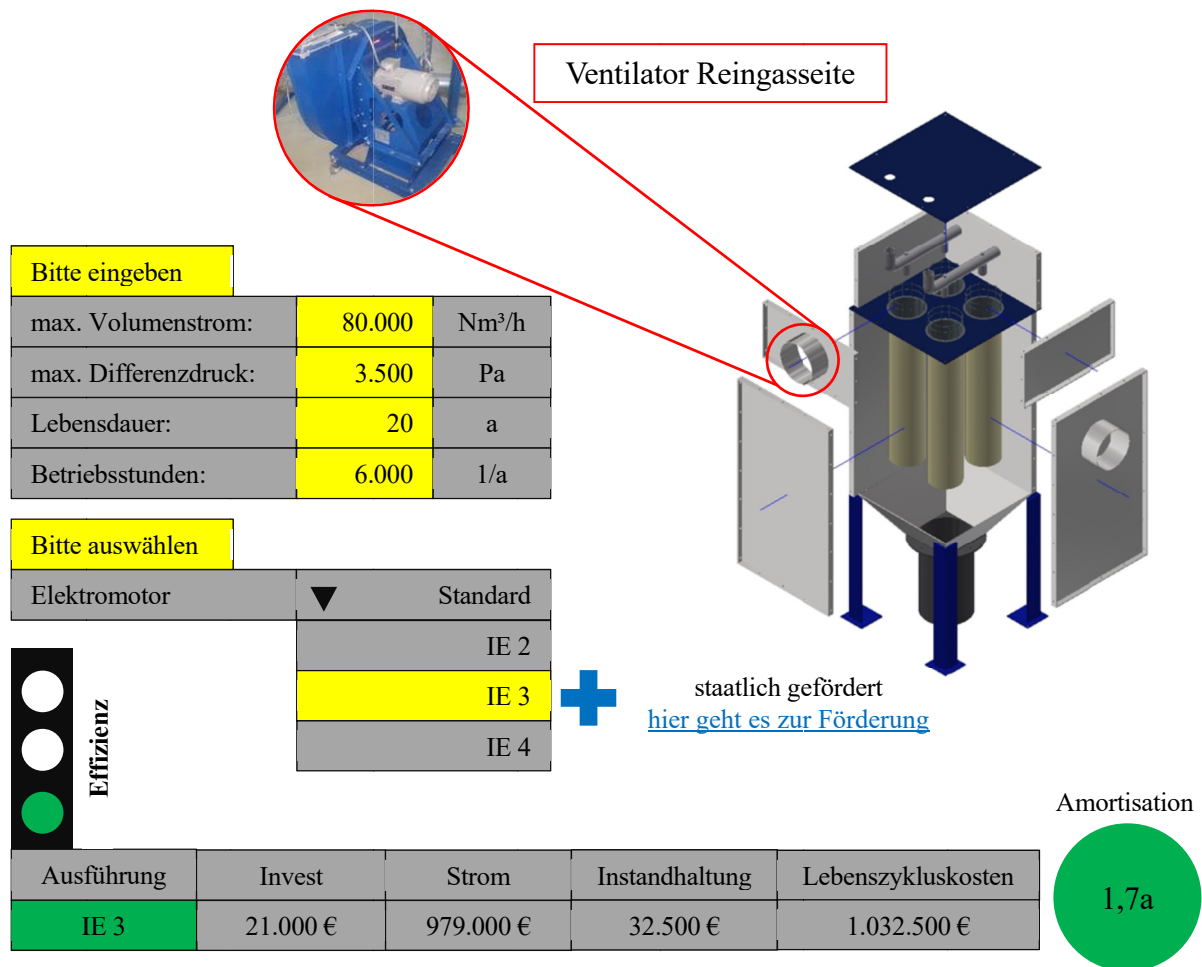 Ventilator Reingasseite
Bitte eingeben
max. Volumenstrom: 80.000 Nm³/h
max. Differenzdruck: 3.500 Pa
Lebensdauer: 20 a
Betriebsstunden: 6.000 1/a
Bitte auswählen
Elektromotor ▼ Standard
IE 2
IE 3
IE 4
staatlich gefördert
hier geht es zur Förderung
Effizienz
Amortisation
1,7a
Ausführung Invest Strom Instandhaltung Lebenszykluskosten
IE 3 21.000 € 979.000 € 32.500 € 1.032.500 €